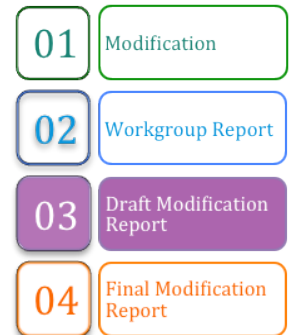 01 Modification
02 Workgroup Report
03 Draft Modification
Report
04 Final Modification
Report